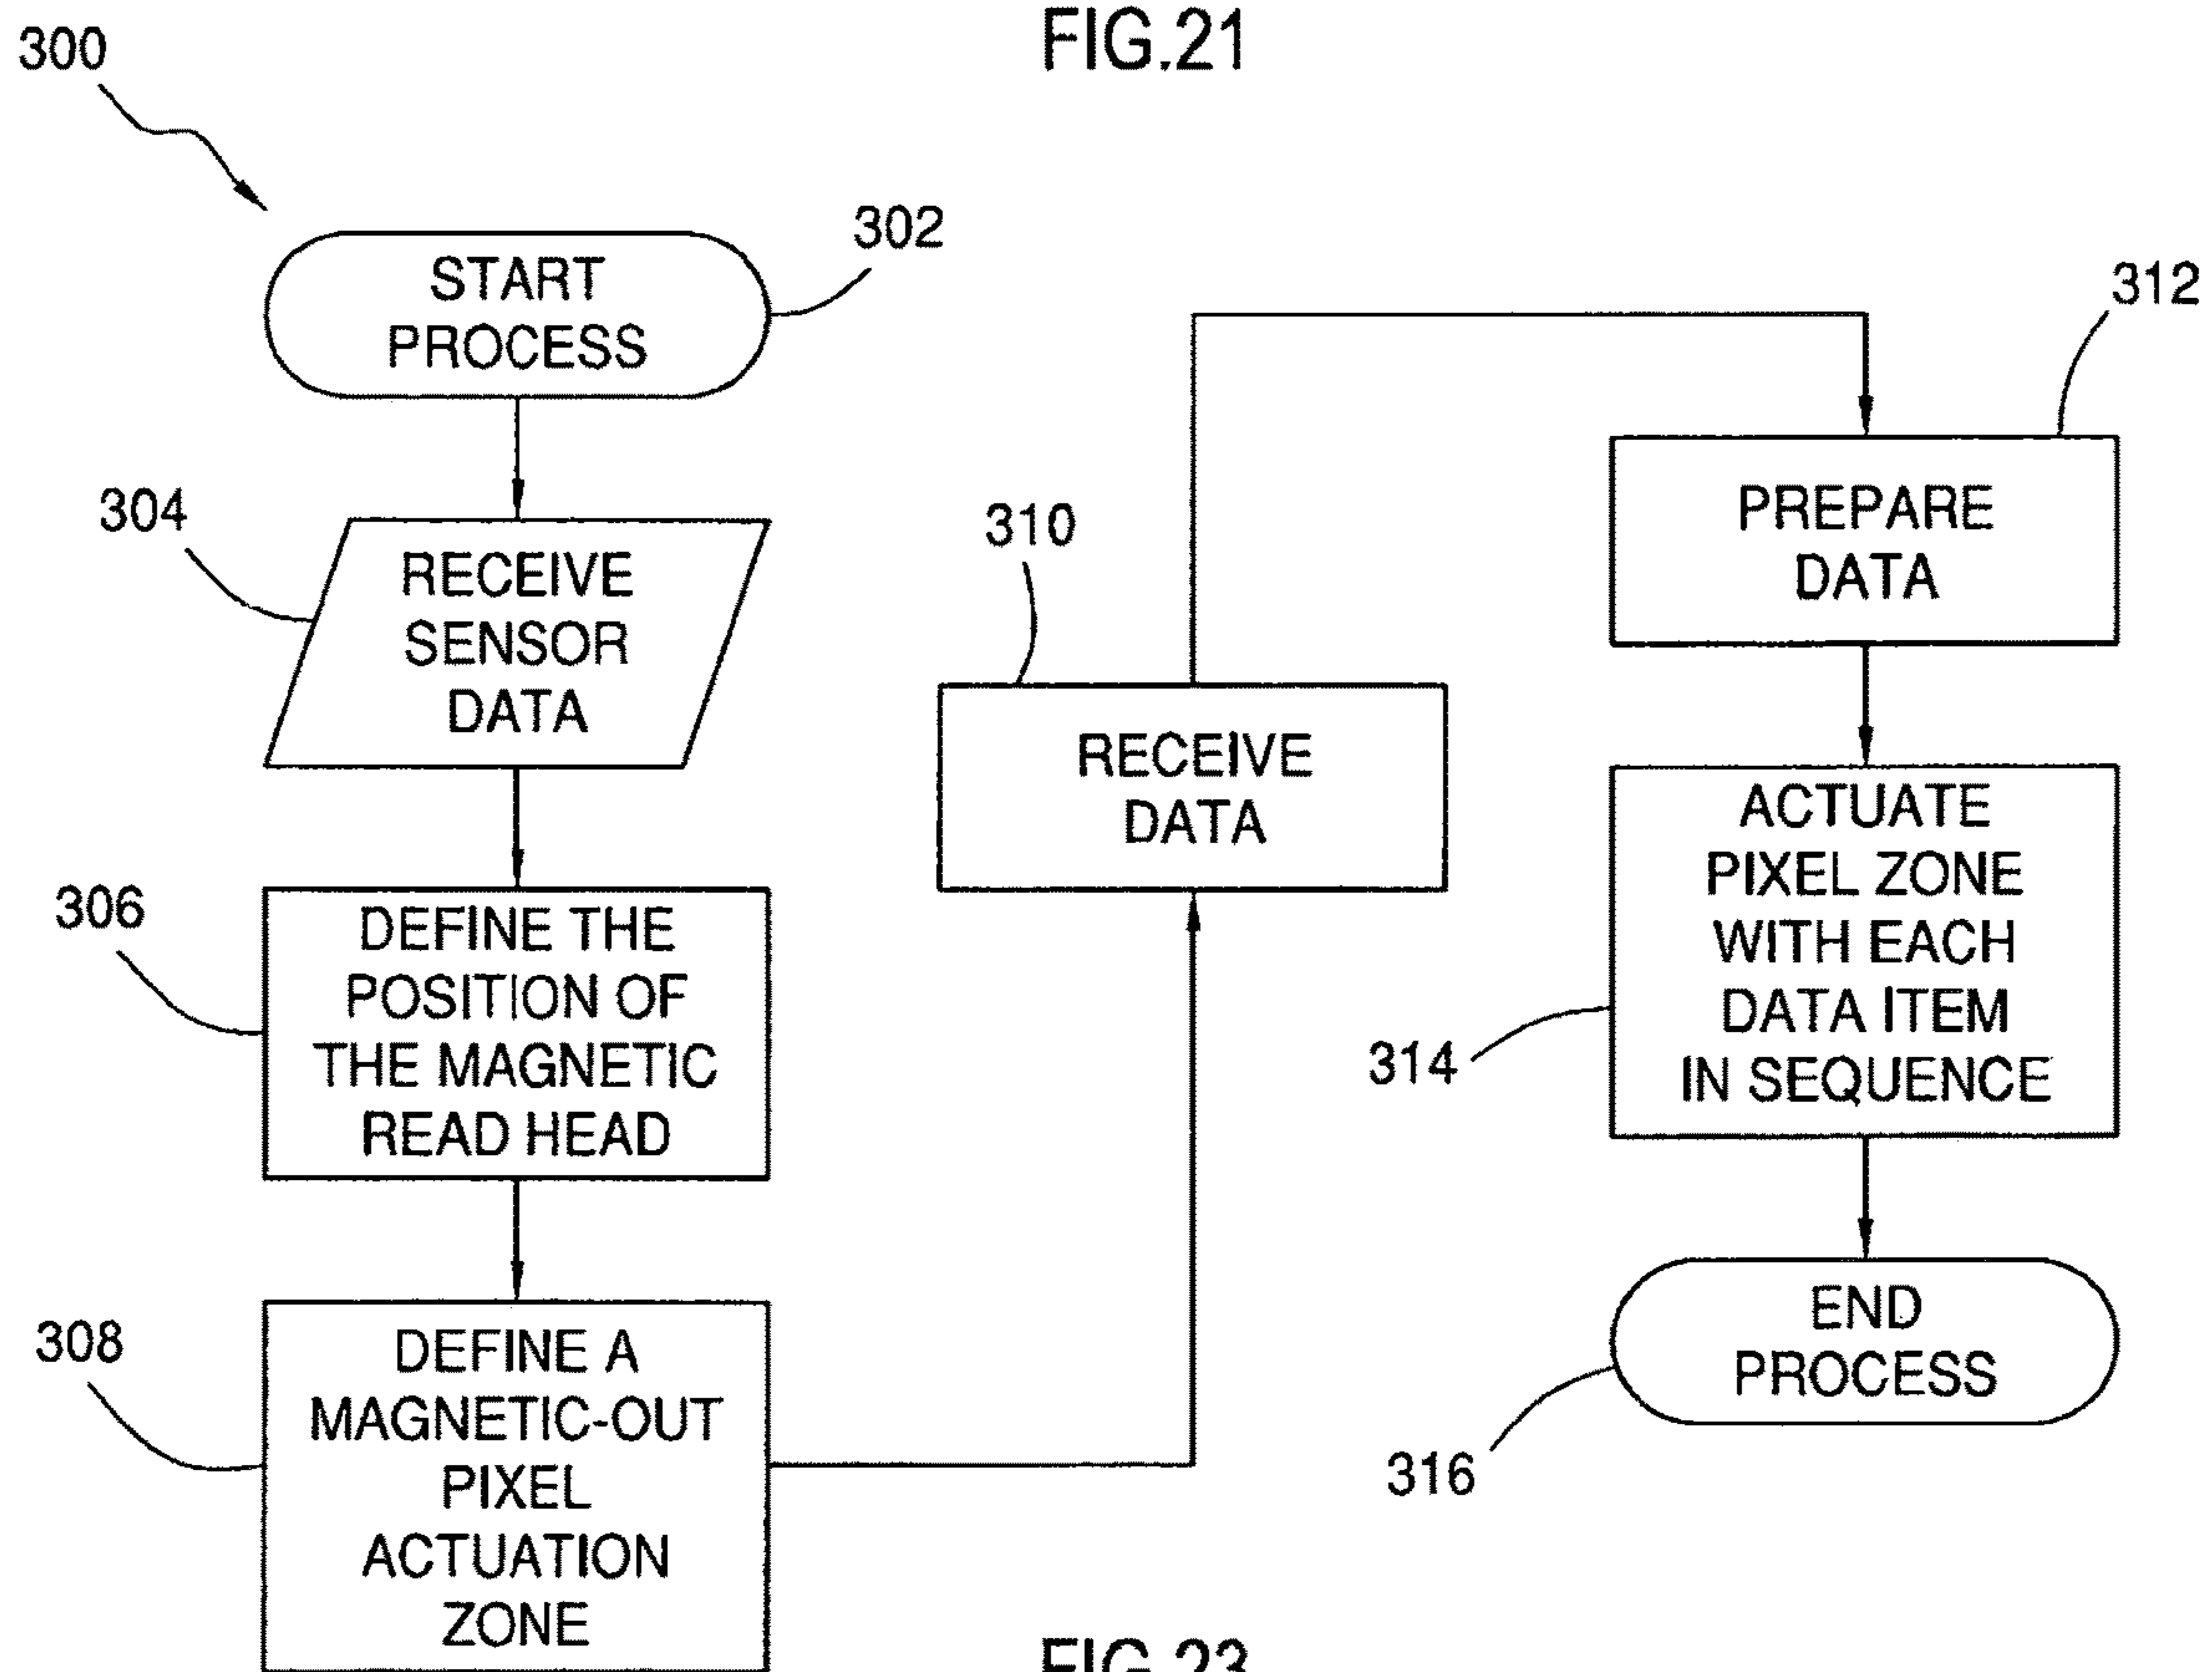 FIG.21
300
302
START
PROCESS
304
RECEIVE
SENSOR
DATA
306
DEFINE THE
POSITION OF
THE MAGNETIC
READ HEAD
308
DEFINE A
MAGNETIC-OUT
PIXEL
ACTUATION
ZONE
310
RECEIVE
DATA
312
PREPARE
DATA
314
ACTUATE
PIXEL ZONE
WITH EACH
DATA ITEM
IN SEQUENCE
316
END
PROCESS
FIG.23